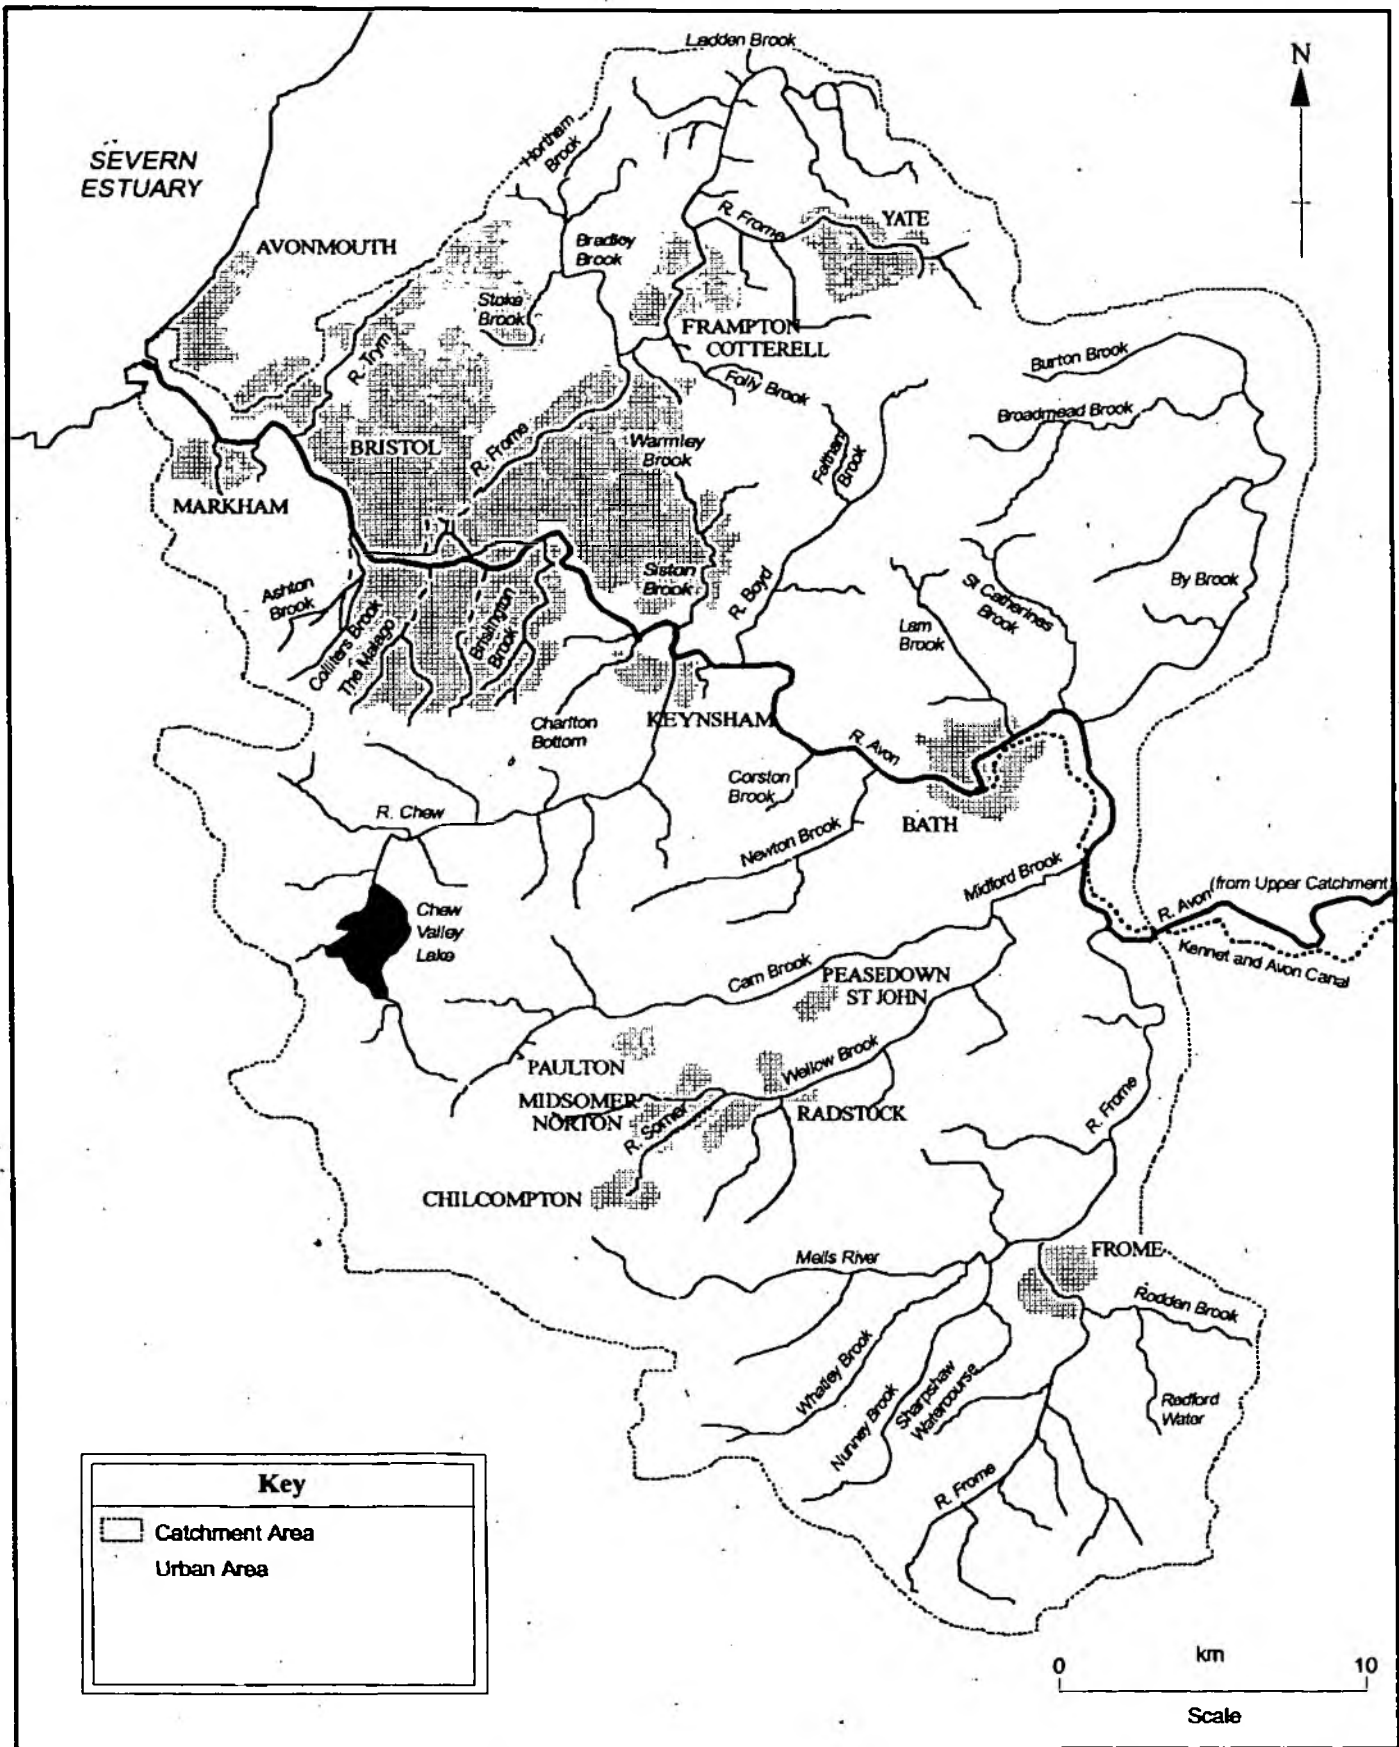 Ladden Brook
N
SEVERN
ESTUARY
Hortham
Brook
AVONMOUTH
Bradley
Brook
R. Frome
YATE
Stoke
Brook
R. Trym
FRAMPTON
COTTERELL
Burton Brook
Folly Brook
Broadmead Brook
BRISTOL
R. Frome
Warmley
Brook
Feltham
Brook
MARKHAM
Ashton
Brook
Colliters Brook
The Malago
Brislington
Brook
Siston
Brook
R. Boyd
Lam
Brook
St Catherines
Brook
By Brook
Charlton
Bottom
KEYNSHAM
R. Avon
Corston
Brook
BATH
R. Chew
Newton Brook
Midford Brook
Chew
Valley
Lake
R. Avon (from Upper Catchment)
Kennet and Avon Canal
Cam Brook
PEASEDOWN
ST JOHN
PAULTON
Wellow Brook
MIDSOMER
NORTON
R. Somer
RADSTOCK
R. Frome
CHILCOMPTON
Mells River
FROME
Rodden Brook
Whatley Brook
Nunney Brook
Sharpshaw
Watercourse
Redford
Water
R. Frome
Key
Catchment Area
Urban Area
km
0 10
Scale